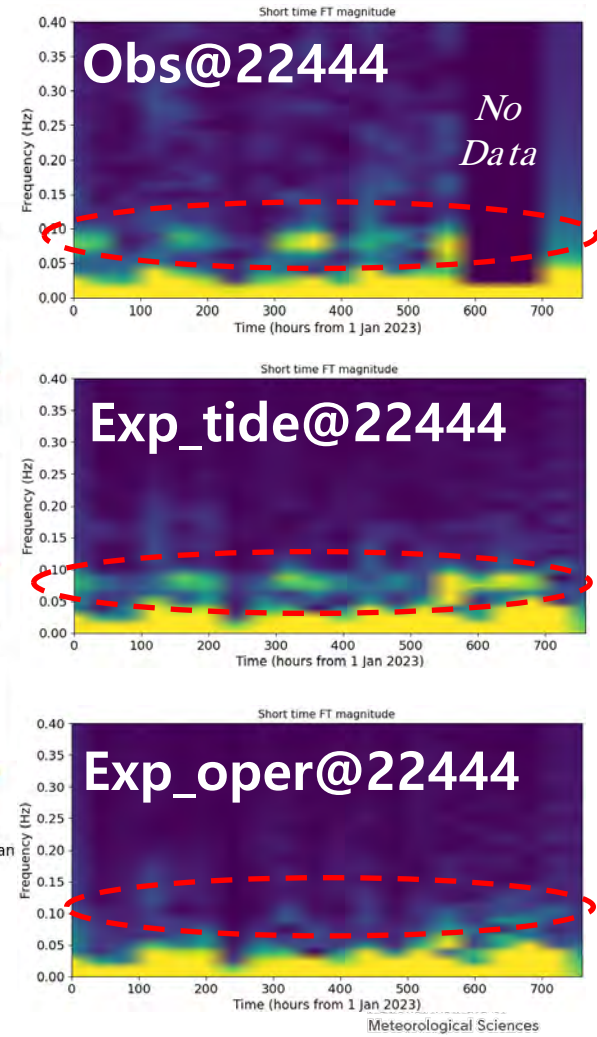 Short time FT magnitude
Obs@22444
No
Data
Frequency (Hz)
0.40
0.35
0.30
0.25
0.20
0.15
0.10
0.05
0.00
0 100 200 300 400 500 600 700
Time (hours from 1 Jan 2023)
Short time FT magnitude
Exp_tide@22444
Frequency (Hz)
0.40
0.35
0.30
0.25
0.20
0.15
0.10
0.05
0.00
0 100 200 300 400 500 600 700
Time (hours from 1 Jan 2023)
Short time FT magnitude
Exp_oper@22444
an
Frequency (Hz)
0.40
0.35
0.30
0.25
0.20
0.15
0.10
0.05
0.00
0 100 200 300 400 500 600 700
Time (hours from 1 Jan 2023)
Meteorological Sciences